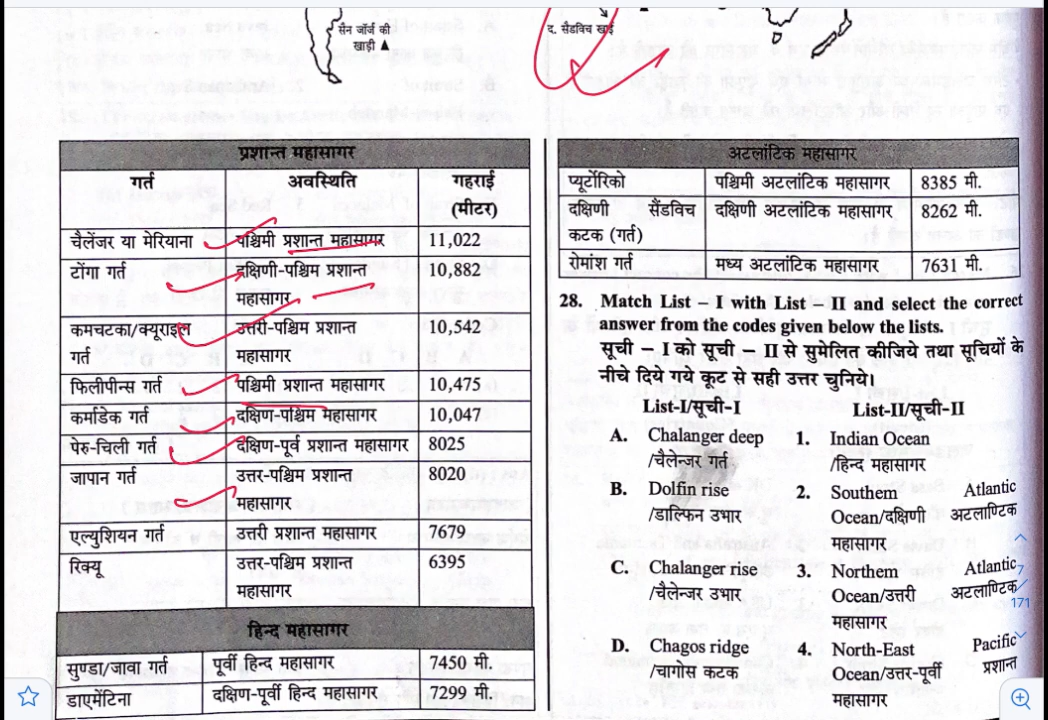 सैन जॉर्ज की
खाड़ी ▲
द. सैंडविच खाई
प्रशान्त महासागर
गर्त अवस्थिति गहराई
(मीटर)
चैलेंजर या मेरियाना पश्चिमी प्रशान्त महासागर 11,022
टोंगा गर्त दक्षिणी-पश्चिम प्रशान्त 10,882
महासागर
कमचटका/क्यूराइल उत्तरी-पश्चिम प्रशान्त 10,542
गर्त महासागर
फिलीपीन्स गर्त पश्चिमी प्रशान्त महासागर 10,475
कर्माडेक गर्त दक्षिण-पश्चिम महासागर 10,047
पेरु-चिली गर्त दक्षिण-पूर्व प्रशान्त महासागर 8025
जापान गर्त उत्तर-पश्चिम प्रशान्त 8020
महासागर
एल्युशियन गर्त उत्तरी प्रशान्त महासागर 7679
रिक्यू उत्तर-पश्चिम प्रशान्त 6395
महासागर
हिन्द महासागर
सुण्डा/जावा गर्त पूर्वी हिन्द महासागर 7450 मी.
डाएमेंटिना दक्षिण-पूर्वी हिन्द महासागर 7299 मी.
अटलांटिक महासागर
प्यूर्टोरिको पश्चिमी अटलांटिक महासागर 8385 मी.
दक्षिणी सैंडविच दक्षिणी अटलांटिक महासागर 8262 मी.
कटक (गर्त)
रोमांश गर्त मध्य अटलांटिक महासागर 7631 मी.
28. Match List – I with List – II and select the correct
answer from the codes given below the lists.
सूची – I को सूची – II से सुमेलित कीजिये तथा सूचियों के
नीचे दिये गये कूट से सही उत्तर चुनिये।
List-I/सूची-I List-II/सूची-II
A. Chalanger deep 1. Indian Ocean
/चैलेन्जर गर्त /हिन्द महासागर
B. Dolfin rise 2. Southem Atlantic
/डाल्फिन उभार Ocean/दक्षिणी अटलाण्टिक
महासागर
C. Chalanger rise 3. Northem Atlantic
/चैलेन्जर उभार Ocean/उत्तरी अटलाण्टिक
महासागर
D. Chagos ridge 4. North-East Pacific
/चागोस कटक Ocean/उत्तर-पूर्वी प्रशान्त
महासागर
7
171